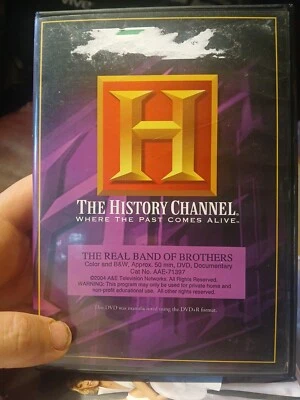 H
THE HISTORY CHANNEL.
WHERE THE PAST COMES ALIVE.
THE REAL BAND OF BROTHERS
Color and B&W, Approx. 50 min, DVD, Documentary
Cat No. AAE-71397
©2004 A&E Television Networks. All Rights Reserved.
WARNING: This program may only be used for private home and
non-profit educational use. All other rights reserved.
This DVD was manufactured using the DVD-R format.